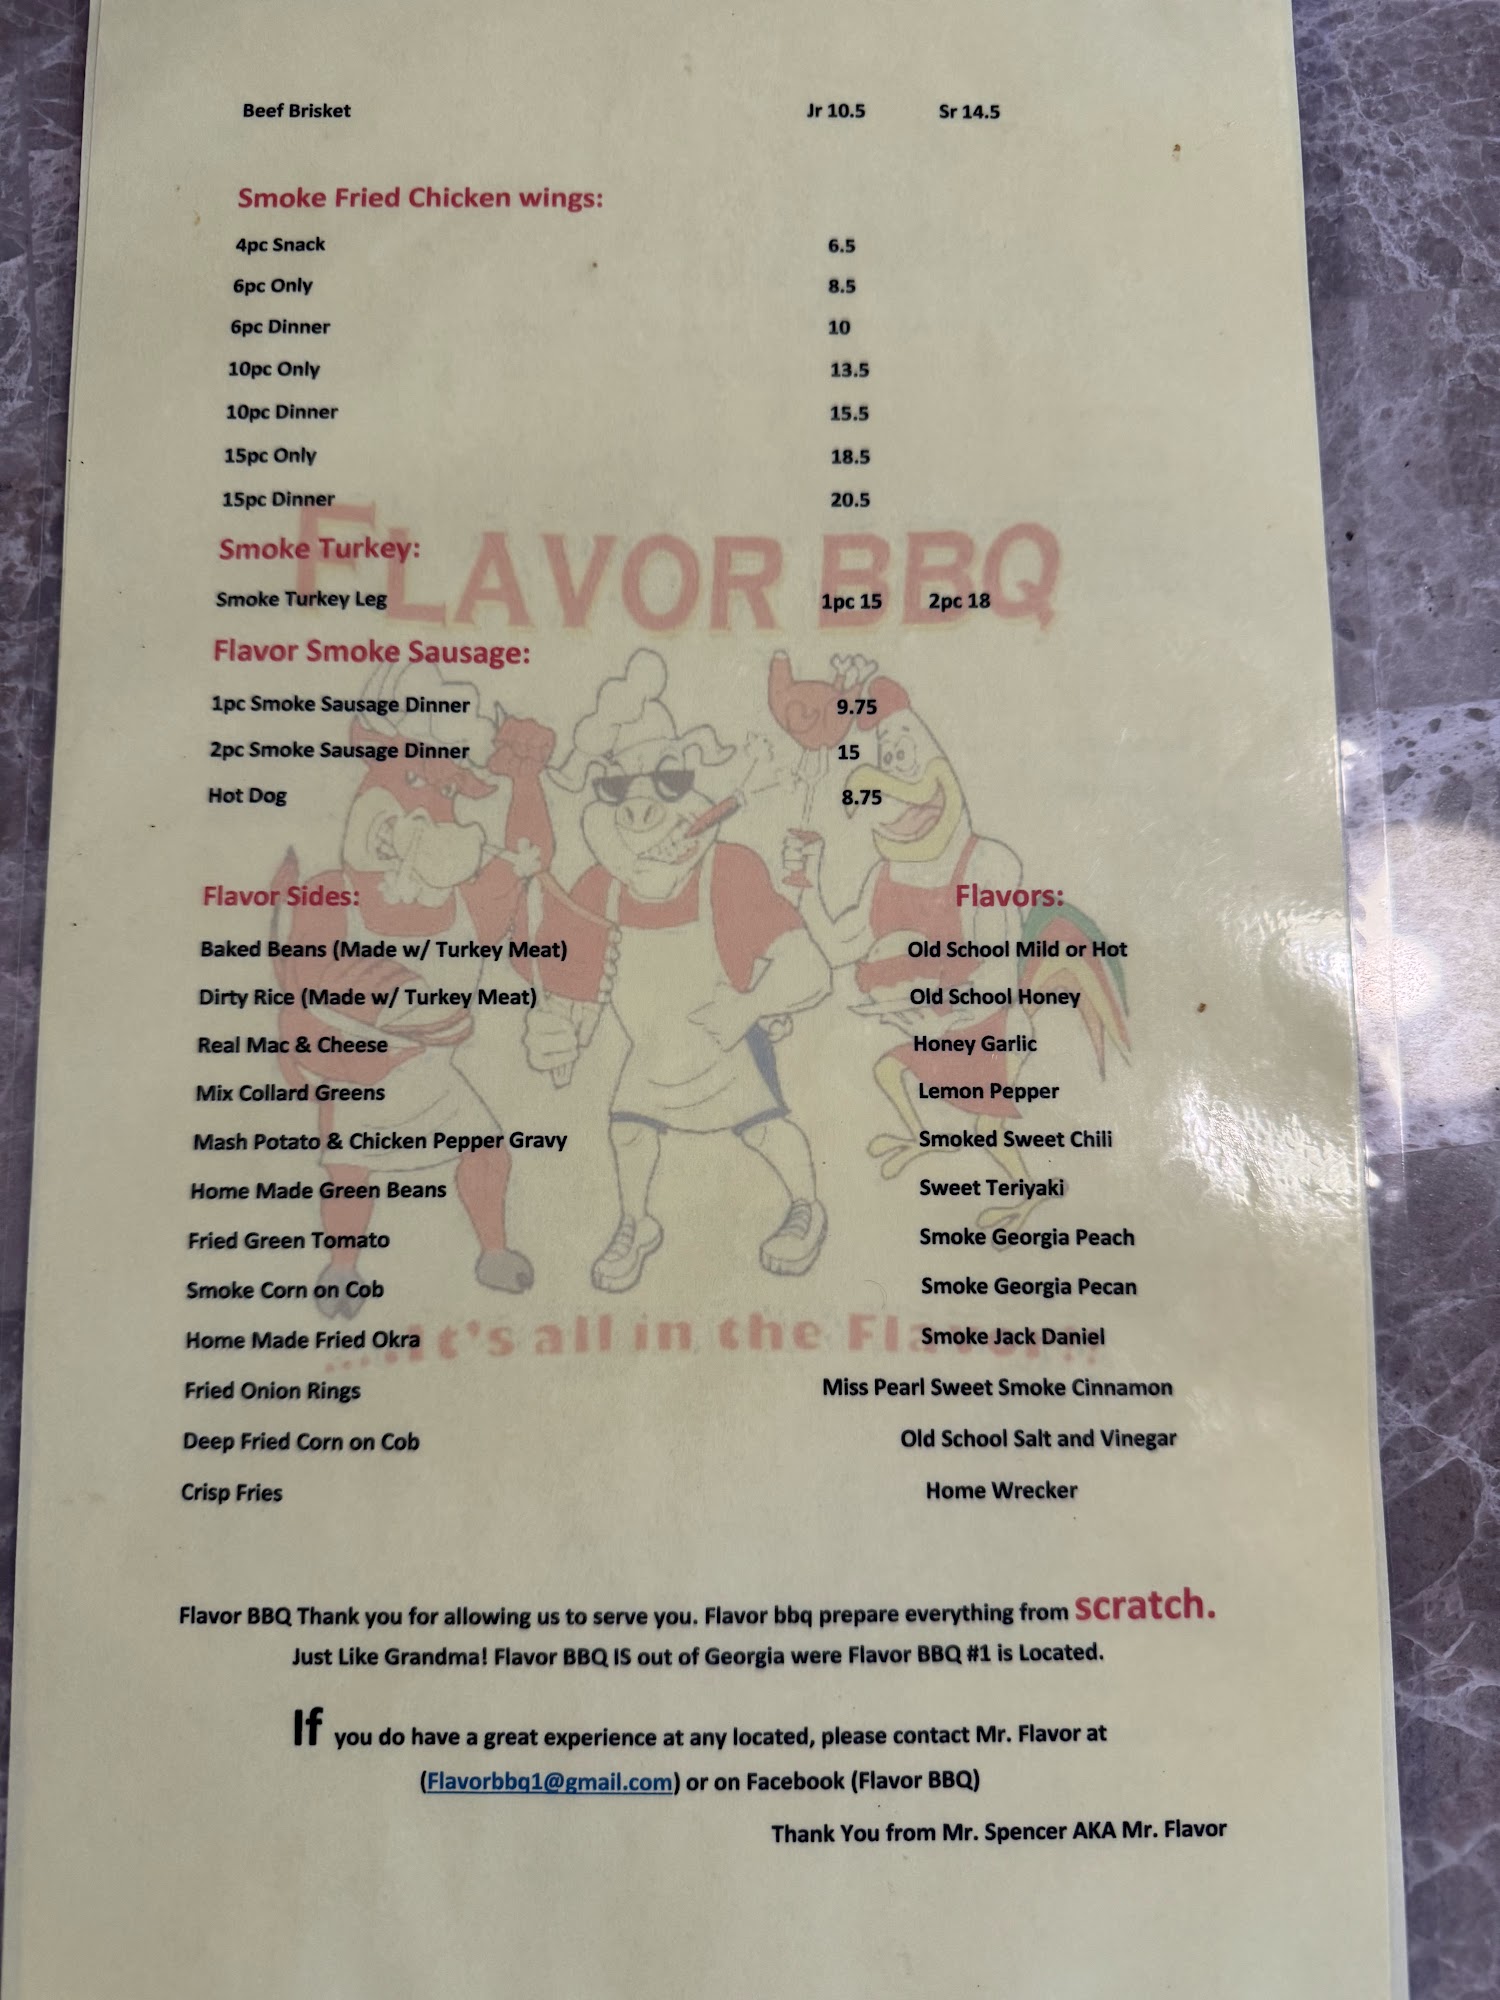 Beef Brisket Jr 10.5 Sr 14.5
Smoke Fried Chicken wings:
4pc Snack 6.5
6pc Only 8.5
6pc Dinner 10
10pc Only 13.5
10pc Dinner 15.5
15pc Only 18.5
15pc Dinner 20.5
FLAVOR BBQ
Smoke Turkey:
Smoke Turkey Leg 1pc 15 2pc 18
Flavor Smoke Sausage:
1pc Smoke Sausage Dinner 9.75
2pc Smoke Sausage Dinner 15
Hot Dog 8.75
Flavor Sides: Flavors:
Baked Beans (Made w/ Turkey Meat) Old School Mild or Hot
Dirty Rice (Made w/ Turkey Meat) Old School Honey
Real Mac & Cheese Honey Garlic
Mix Collard Greens Lemon Pepper
Mash Potato & Chicken Pepper Gravy Smoked Sweet Chili
Home Made Green Beans Sweet Teriyaki
Fried Green Tomato Smoke Georgia Peach
Smoke Corn on Cob Smoke Georgia Pecan
...It's all in the Flavor..
Home Made Fried Okra Smoke Jack Daniel
Fried Onion Rings Miss Pearl Sweet Smoke Cinnamon
Deep Fried Corn on Cob Old School Salt and Vinegar
Crisp Fries Home Wrecker
Flavor BBQ Thank you for allowing us to serve you. Flavor bbq prepare everything from scratch.
Just Like Grandma! Flavor BBQ IS out of Georgia were Flavor BBQ #1 is Located.
If you do have a great experience at any located, please contact Mr. Flavor at
(Flavorbbq1@gmail.com) or on Facebook (Flavor BBQ)
Thank You from Mr. Spencer AKA Mr. Flavor